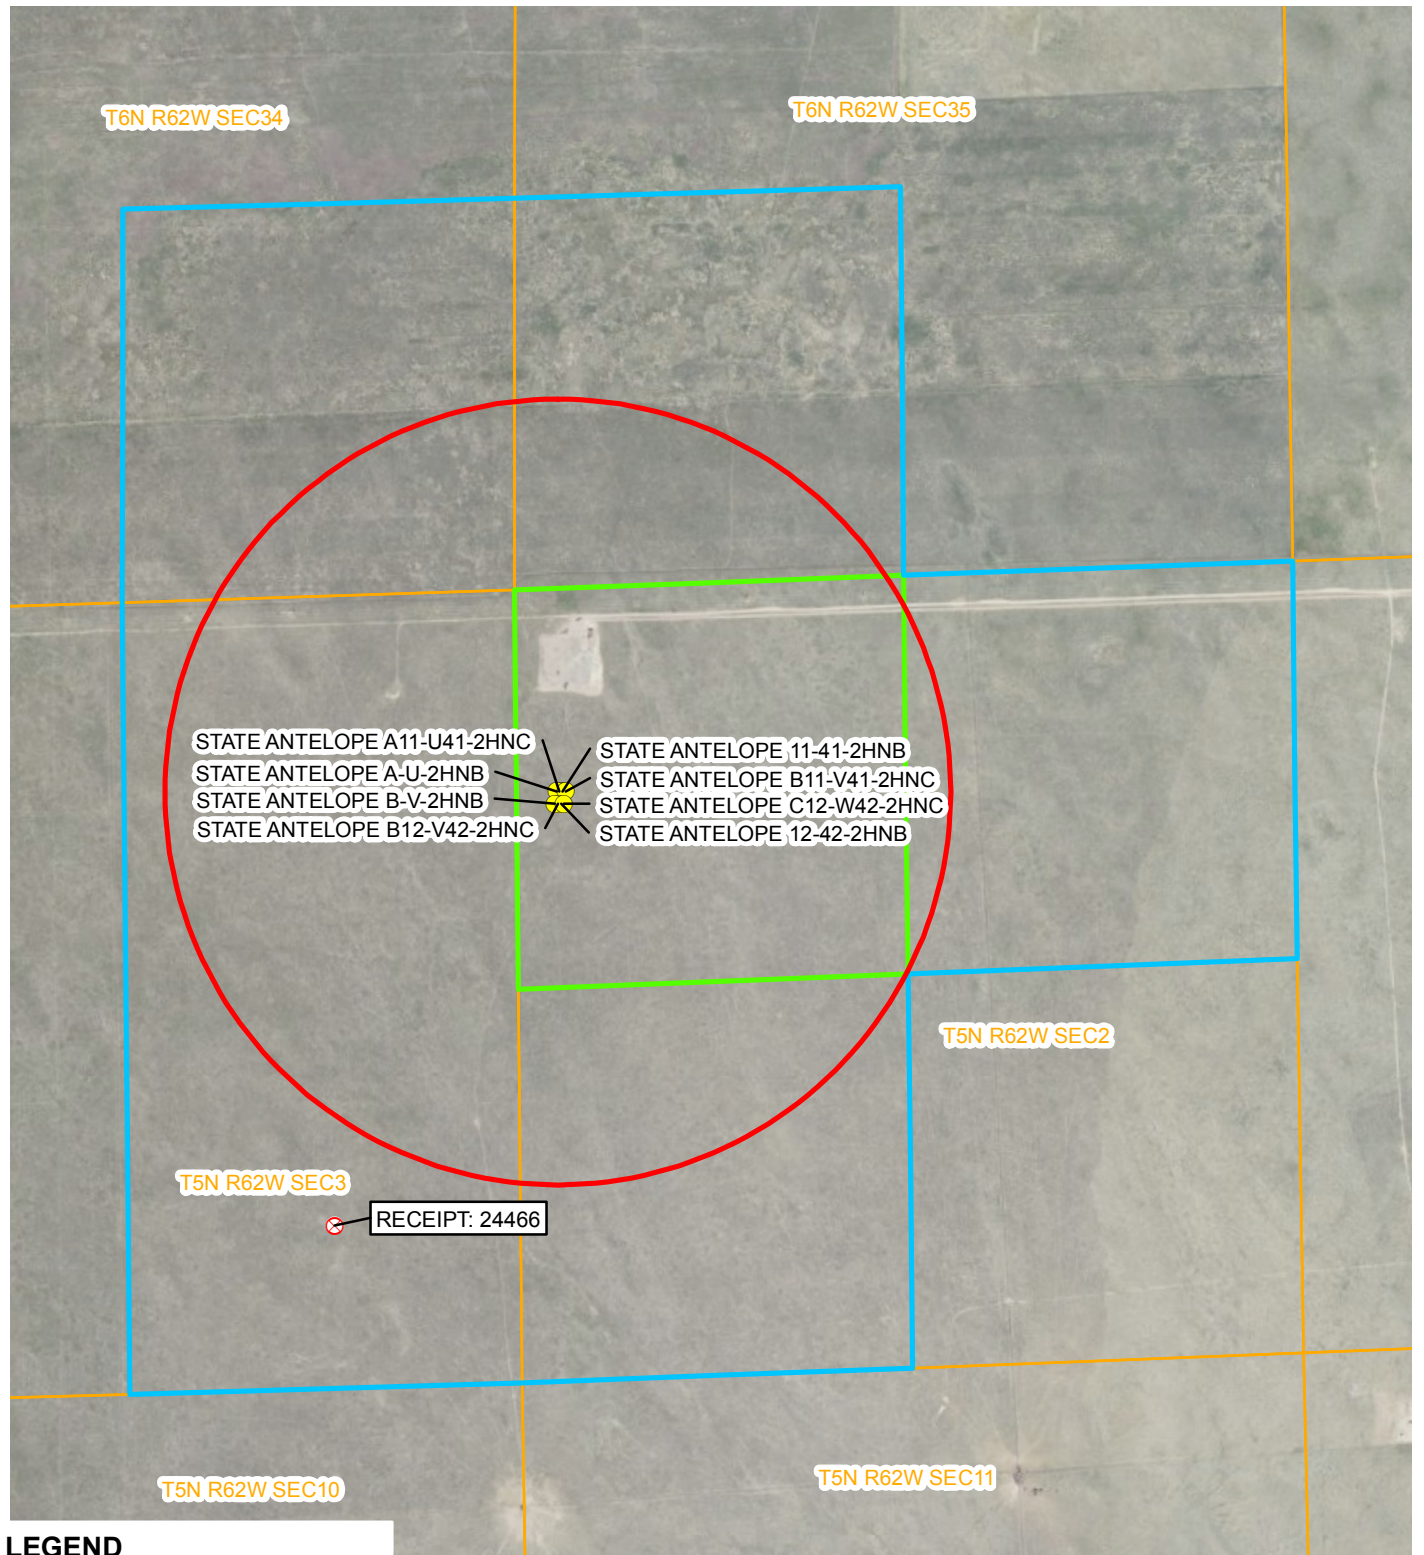 T6N R62W SEC34
T6N R62W SEC35
STATE ANTELOPE A11-U41-2HNC
STATE ANTELOPE A-U-2HNB
STATE ANTELOPE B-V-2HNB
STATE ANTELOPE B12-V42-2HNC
STATE ANTELOPE 11-41-2HNB
STATE ANTELOPE B11-V41-2HNC
STATE ANTELOPE C12-W42-2HNC
STATE ANTELOPE 12-42-2HNB
T5N R62W SEC2
T5N R62W SEC3
RECEIPT: 24466
T5N R62W SEC10
T5N R62W SEC11
LEGEND